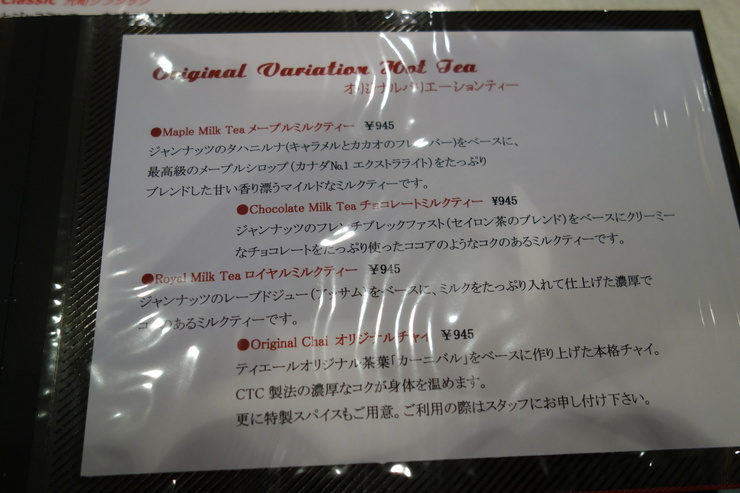 Classic
Original Variation Hot Tea
オリジナルバリエーションティー
●Maple Milk Tea メープルミルクティー ¥945
ジャンナッツのタハニルナ(キャラメルとカカオのフレーバー)をベースに、
最高級のメープルシロップ(カナダNo.1 エクストラライト)をたっぷり
ブレンドした甘い香り漂うマイルドなミルクティーです。
●Chocolate Milk Tea チョコレートミルクティー ¥945
ジャンナッツのフレンチブレックファスト(セイロン茶のブレンド)をベースにクリーミー
なチョコレートをたっぷり使ったココアのようなコクのあるミルクティーです。
●Royal Milk Tea ロイヤルミルクティー ¥945
ジャンナッツのレーブドジュー(アッサム)をベースに、ミルクをたっぷり入れて仕上げた濃厚で
コクのあるミルクティーです。
●Original Chai オリジナルチャイ ¥945
ティエールオリジナル茶葉「カーニバル」をベースに作り上げた本格チャイ。
CTC 製法の濃厚なコクが身体を温めます。
更に特製スパイスもご用意。ご利用の際はスタッフにお申し付け下さい。